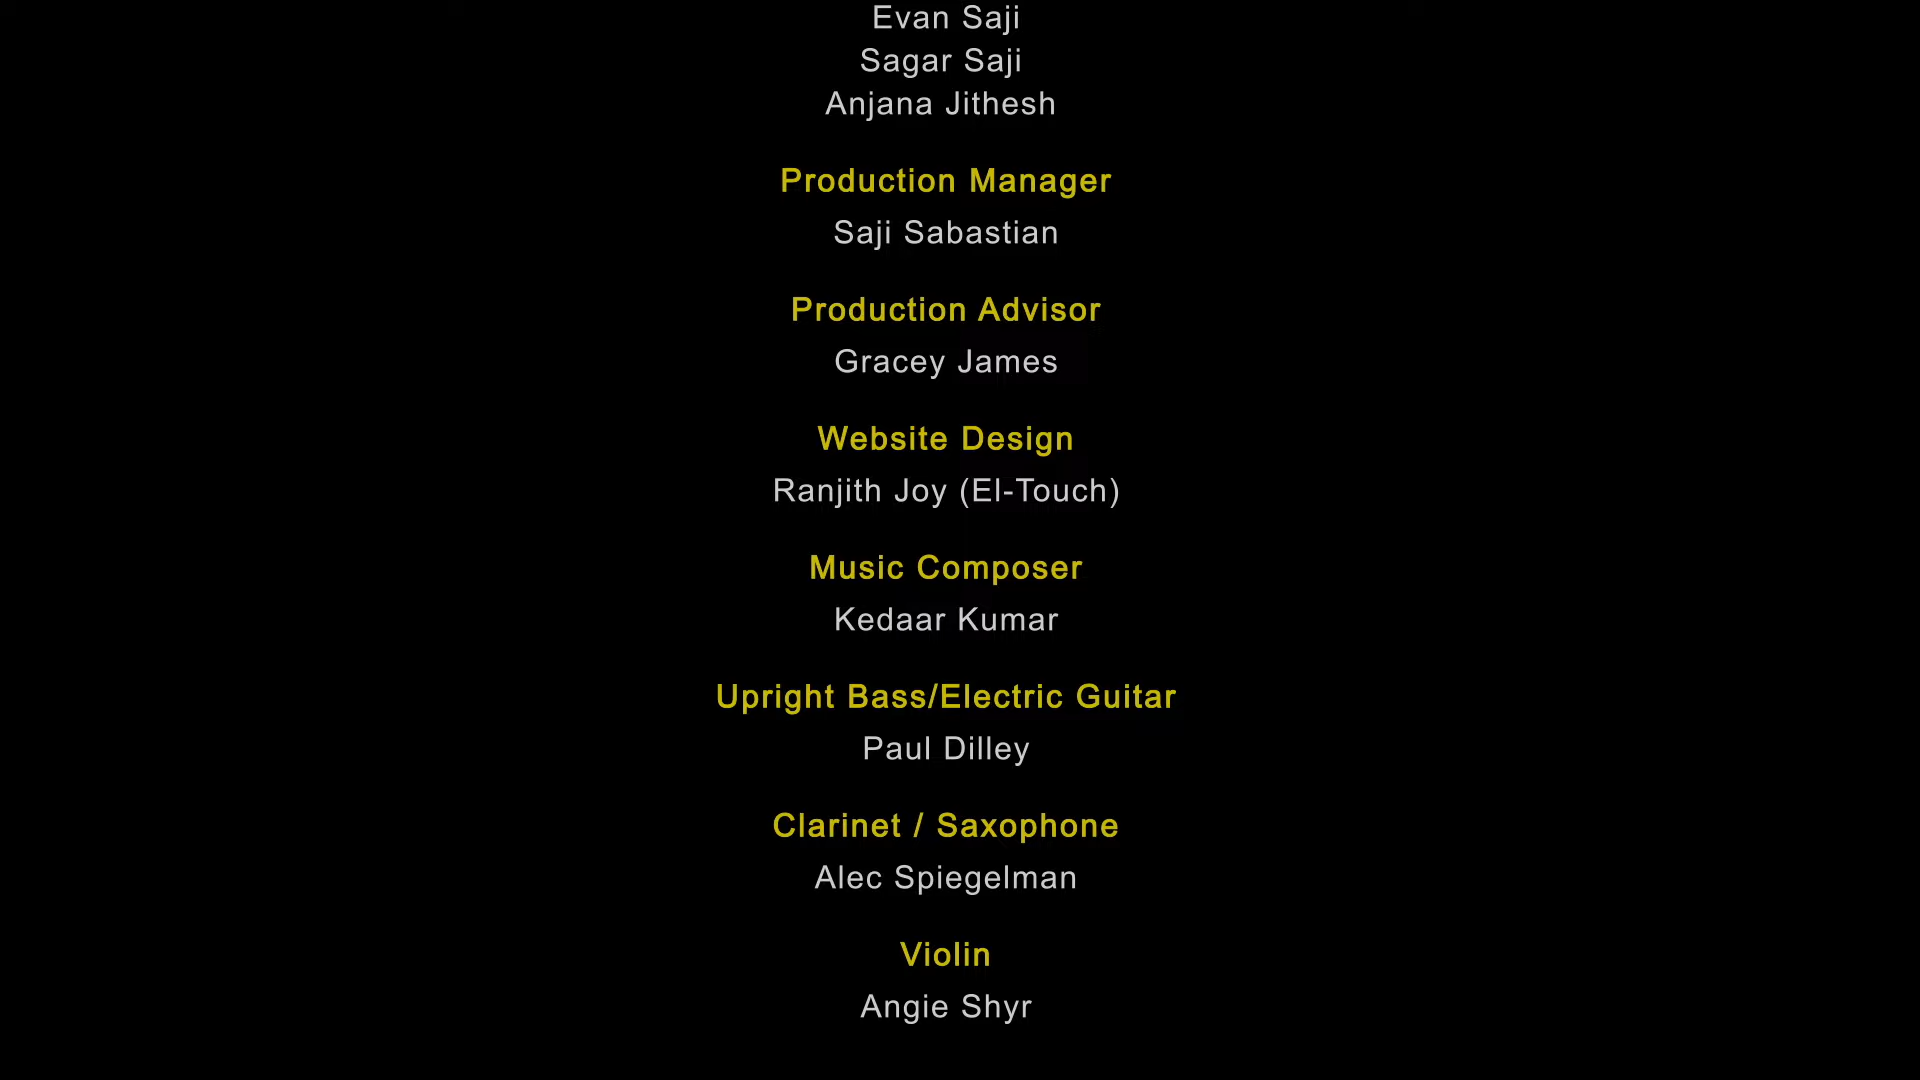 Evan Saji
Sagar Saji
Anjana Jithesh
Production Manager
Saji Sabastian
Production Advisor
Gracey James
Website Design
Ranjith Joy (El-Touch)
Music Composer
Kedaar Kumar
Upright Bass/Electric Guitar
Paul Dilley
Clarinet / Saxophone
Alec Spiegelman
Violin
Angie Shyr